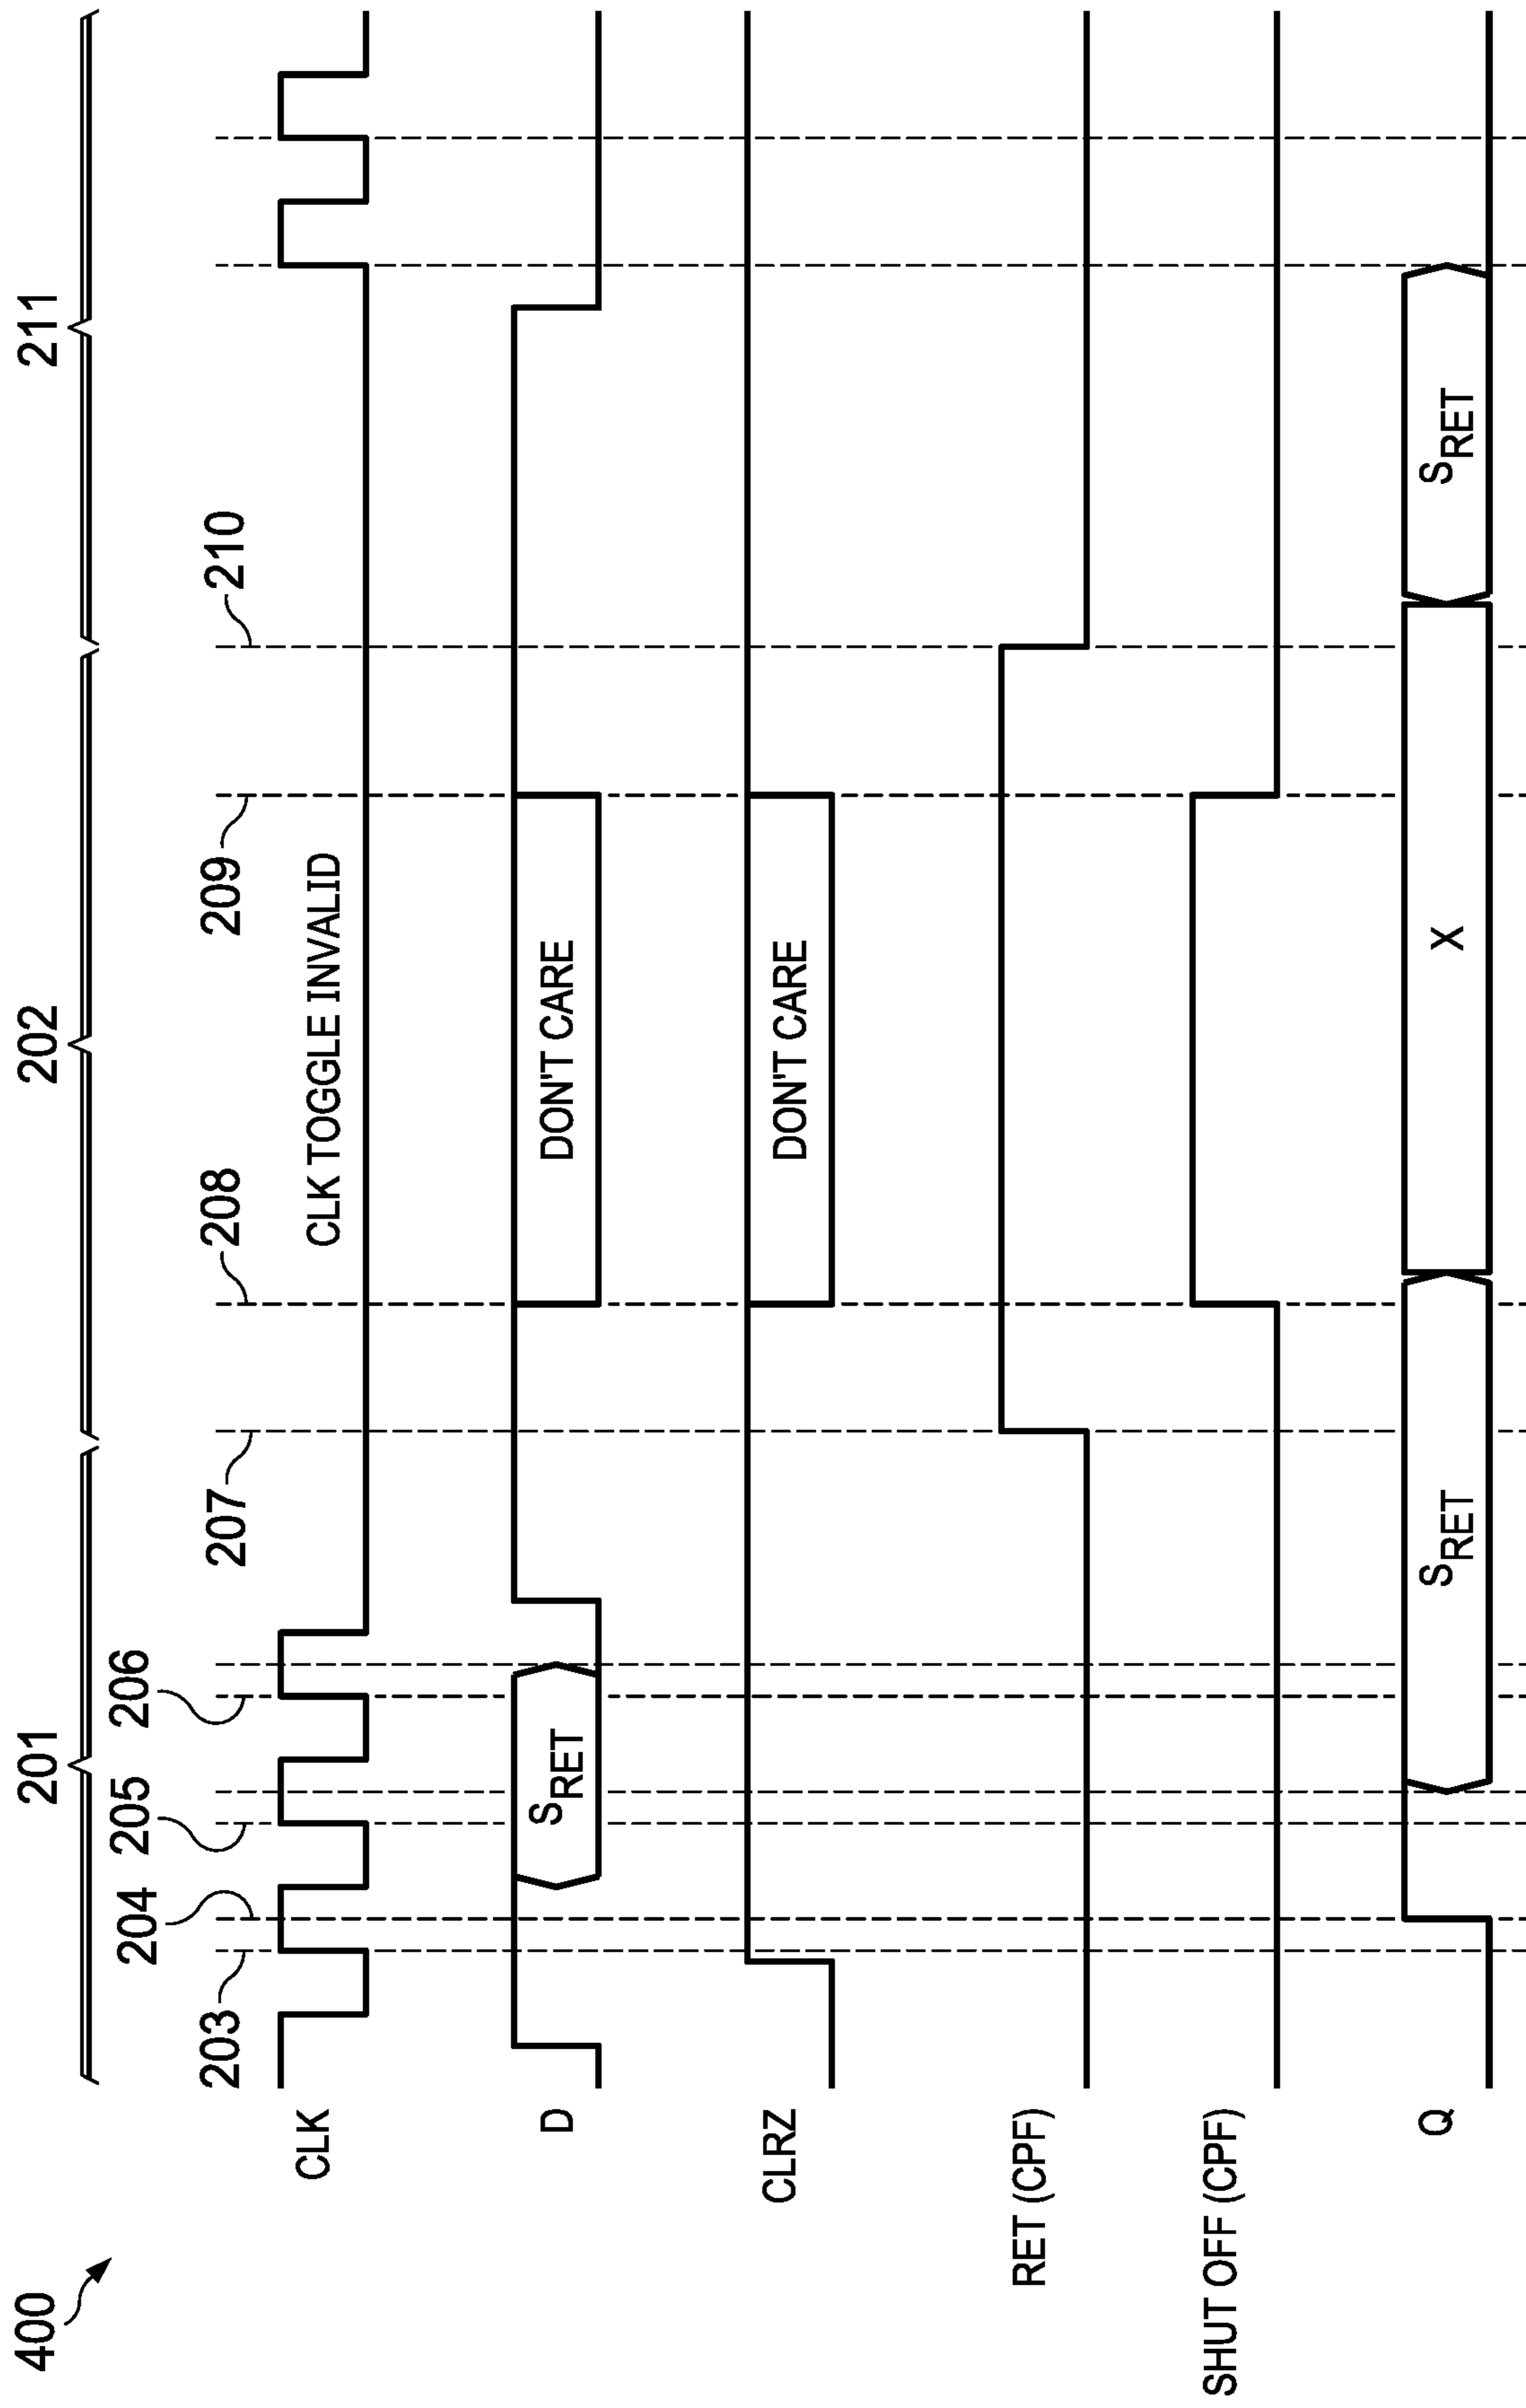 400
201
202
211
203
204
205
206
207
208
209
210
CLK
CLK TOGGLE INVALID
D
SRET
DON'T CARE
CLRZ
DON'T CARE
RET (CPF)
SHUT OFF (CPF)
Q
SRET
X
SRET